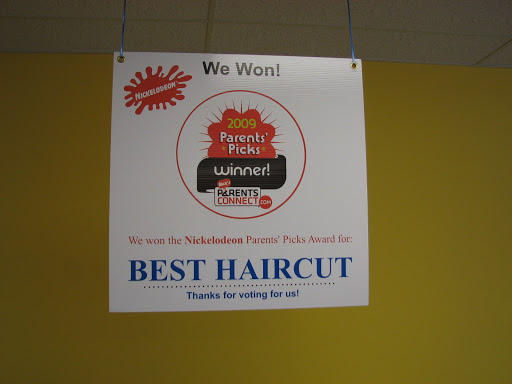 We Won!
NICKELODEON
2009
Parents'
Picks
winner!
Nick's
PARENTS
CONNECT.COM
We won the Nickelodeon Parents' Picks Award for:
BEST HAIRCUT
Thanks for voting for us!